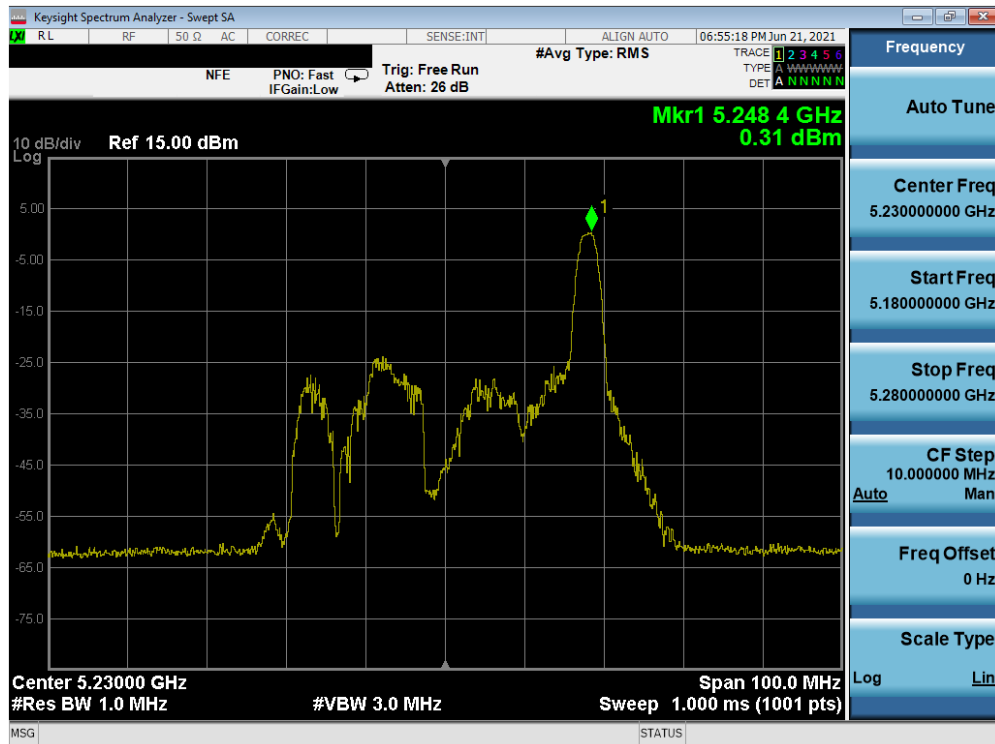 Keysight Spectrum Analyzer - Swept SA
LXI RL RF 50 Ω AC CORREC SENSE:INT ALIGN AUTO 06:55:18 PM Jun 21, 2021
NFE PNO: Fast Trig: Free Run #Avg Type: RMS TRACE 1 2 3 4 5 6
IFGain:Low Atten: 26 dB TYPE A WWWWW
DET A N N N N N
Mkr1 5.248 4 GHz
0.31 dBm
10 dB/div Ref 15.00 dBm
Log
1
5.00
-5.00
-15.0
-25.0
-35.0
-45.0
-55.0
-65.0
-75.0
Center 5.23000 GHz Span 100.0 MHz
#Res BW 1.0 MHz #VBW 3.0 MHz Sweep 1.000 ms (1001 pts)
MSG STATUS
Frequency
Auto Tune
Center Freq
5.230000000 GHz
Start Freq
5.180000000 GHz
Stop Freq
5.280000000 GHz
CF Step
10.000000 MHz
Auto Man
Freq Offset
0 Hz
Scale Type
Log Lin